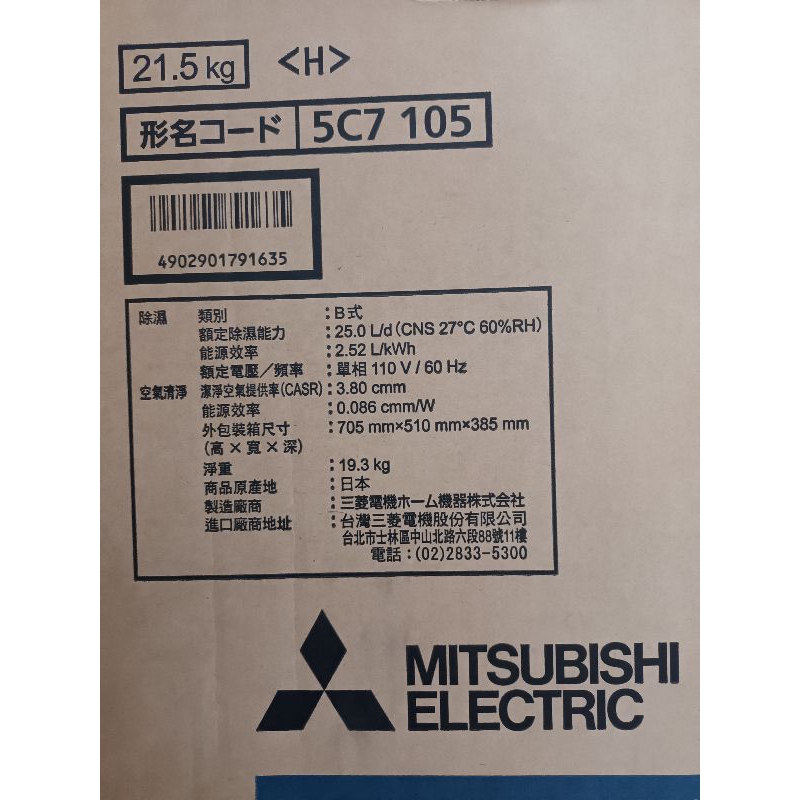 21.5 kg <H>
形名コード 5C7 105
4902901791635
除濕 類別 :B式
額定除濕能力 :25.0 L/d (CNS 27°C 60%RH)
能源效率 :2.52 L/kWh
額定電壓／頻率 :單相 110 V / 60 Hz
空氣清淨 潔淨空氣提供率(CASR) :3.80 cmm
能源效率 :0.086 cmm/W
外包裝箱尺寸 :705 mm×510 mm×385 mm
(高 × 寬 × 深)
淨重 :19.3 kg
商品原產地 :日本
製造廠商 :三菱電機ホーム機器株式会社
進口廠商地址 :台灣三菱電機股份有限公司
台北市士林區中山北路六段88號11樓
電話:(02)2833-5300
MITSUBISHI
ELECTRIC